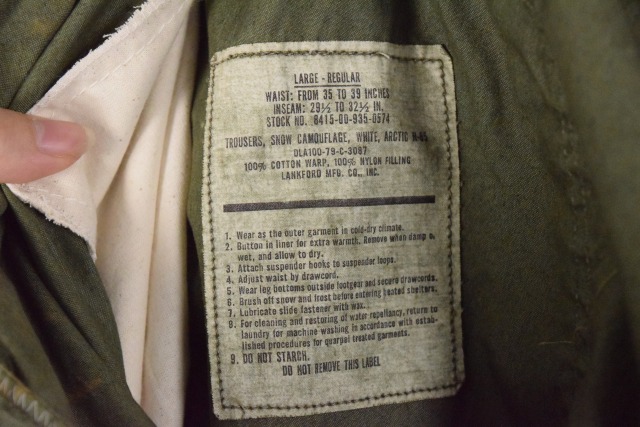 LARGE - REGULAR
WAIST: FROM 35 TO 39 INCHES
INSEAM: 29½ TO 32½ IN.
STOCK NO. 8415-00-935-0574
TROUSERS, SNOW CAMOUFLAGE, WHITE, ARCTIC M-65
DLA100-79-C-3087
100% COTTON WARP, 100% NYLON FILLING
LANKFORD MFG. CO., INC.
1. Wear as the outer garment in cold-dry climate.
2. Button in liner for extra warmth. Remove when damp o
wet, and allow to dry.
3. Attach suspender hooks to suspender loops.
4. Adjust waist by drawcord.
5. Wear leg bottoms outside footgear and secure drawcords.
6. Brush off snow and frost before entering heated shelters.
7. Lubricate slide fastener with wax.
8. For cleaning and restoring of water repellancy, return to
laundry for machine washing in accordance with estab-
lished procedures for quarpel treated garments.
9. DO NOT STARCH.
DO NOT REMOVE THIS LABEL